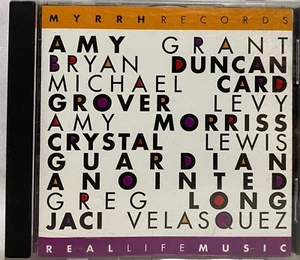 MYRRH RECORDS
AMY GRANT
BRYAN DUNCAN
MICHAEL CARD
GROVER LEVY
AMY MORRISS
CRYSTAL LEWIS
GUARDIAN
ANOINTED
GREG LONG
JACI VELASQUEZ
REAL LIFE MUSIC